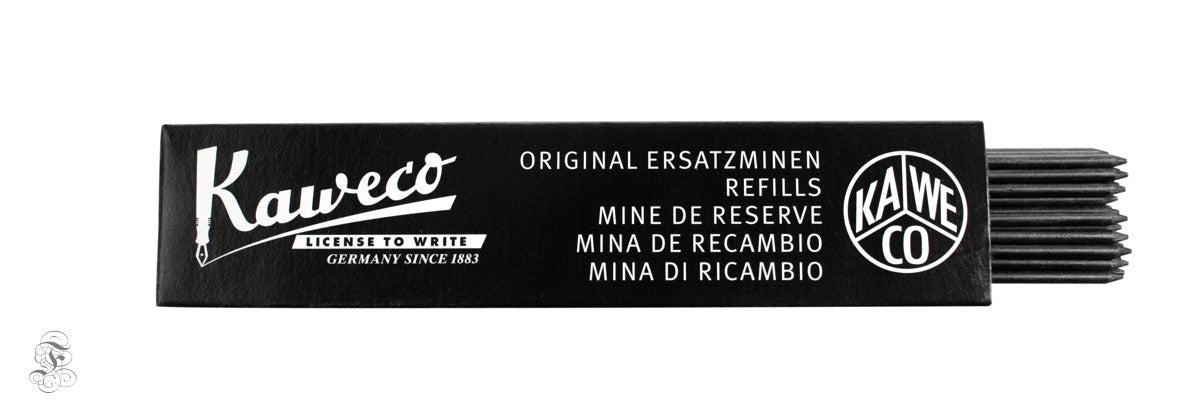 Kaweco
LICENSE TO WRITE
GERMANY SINCE 1883
ORIGINAL ERSATZMINEN
REFILLS
MINE DE RESERVE
MINA DE RECAMBIO
MINA DI RICAMBIO
KA WE
CO